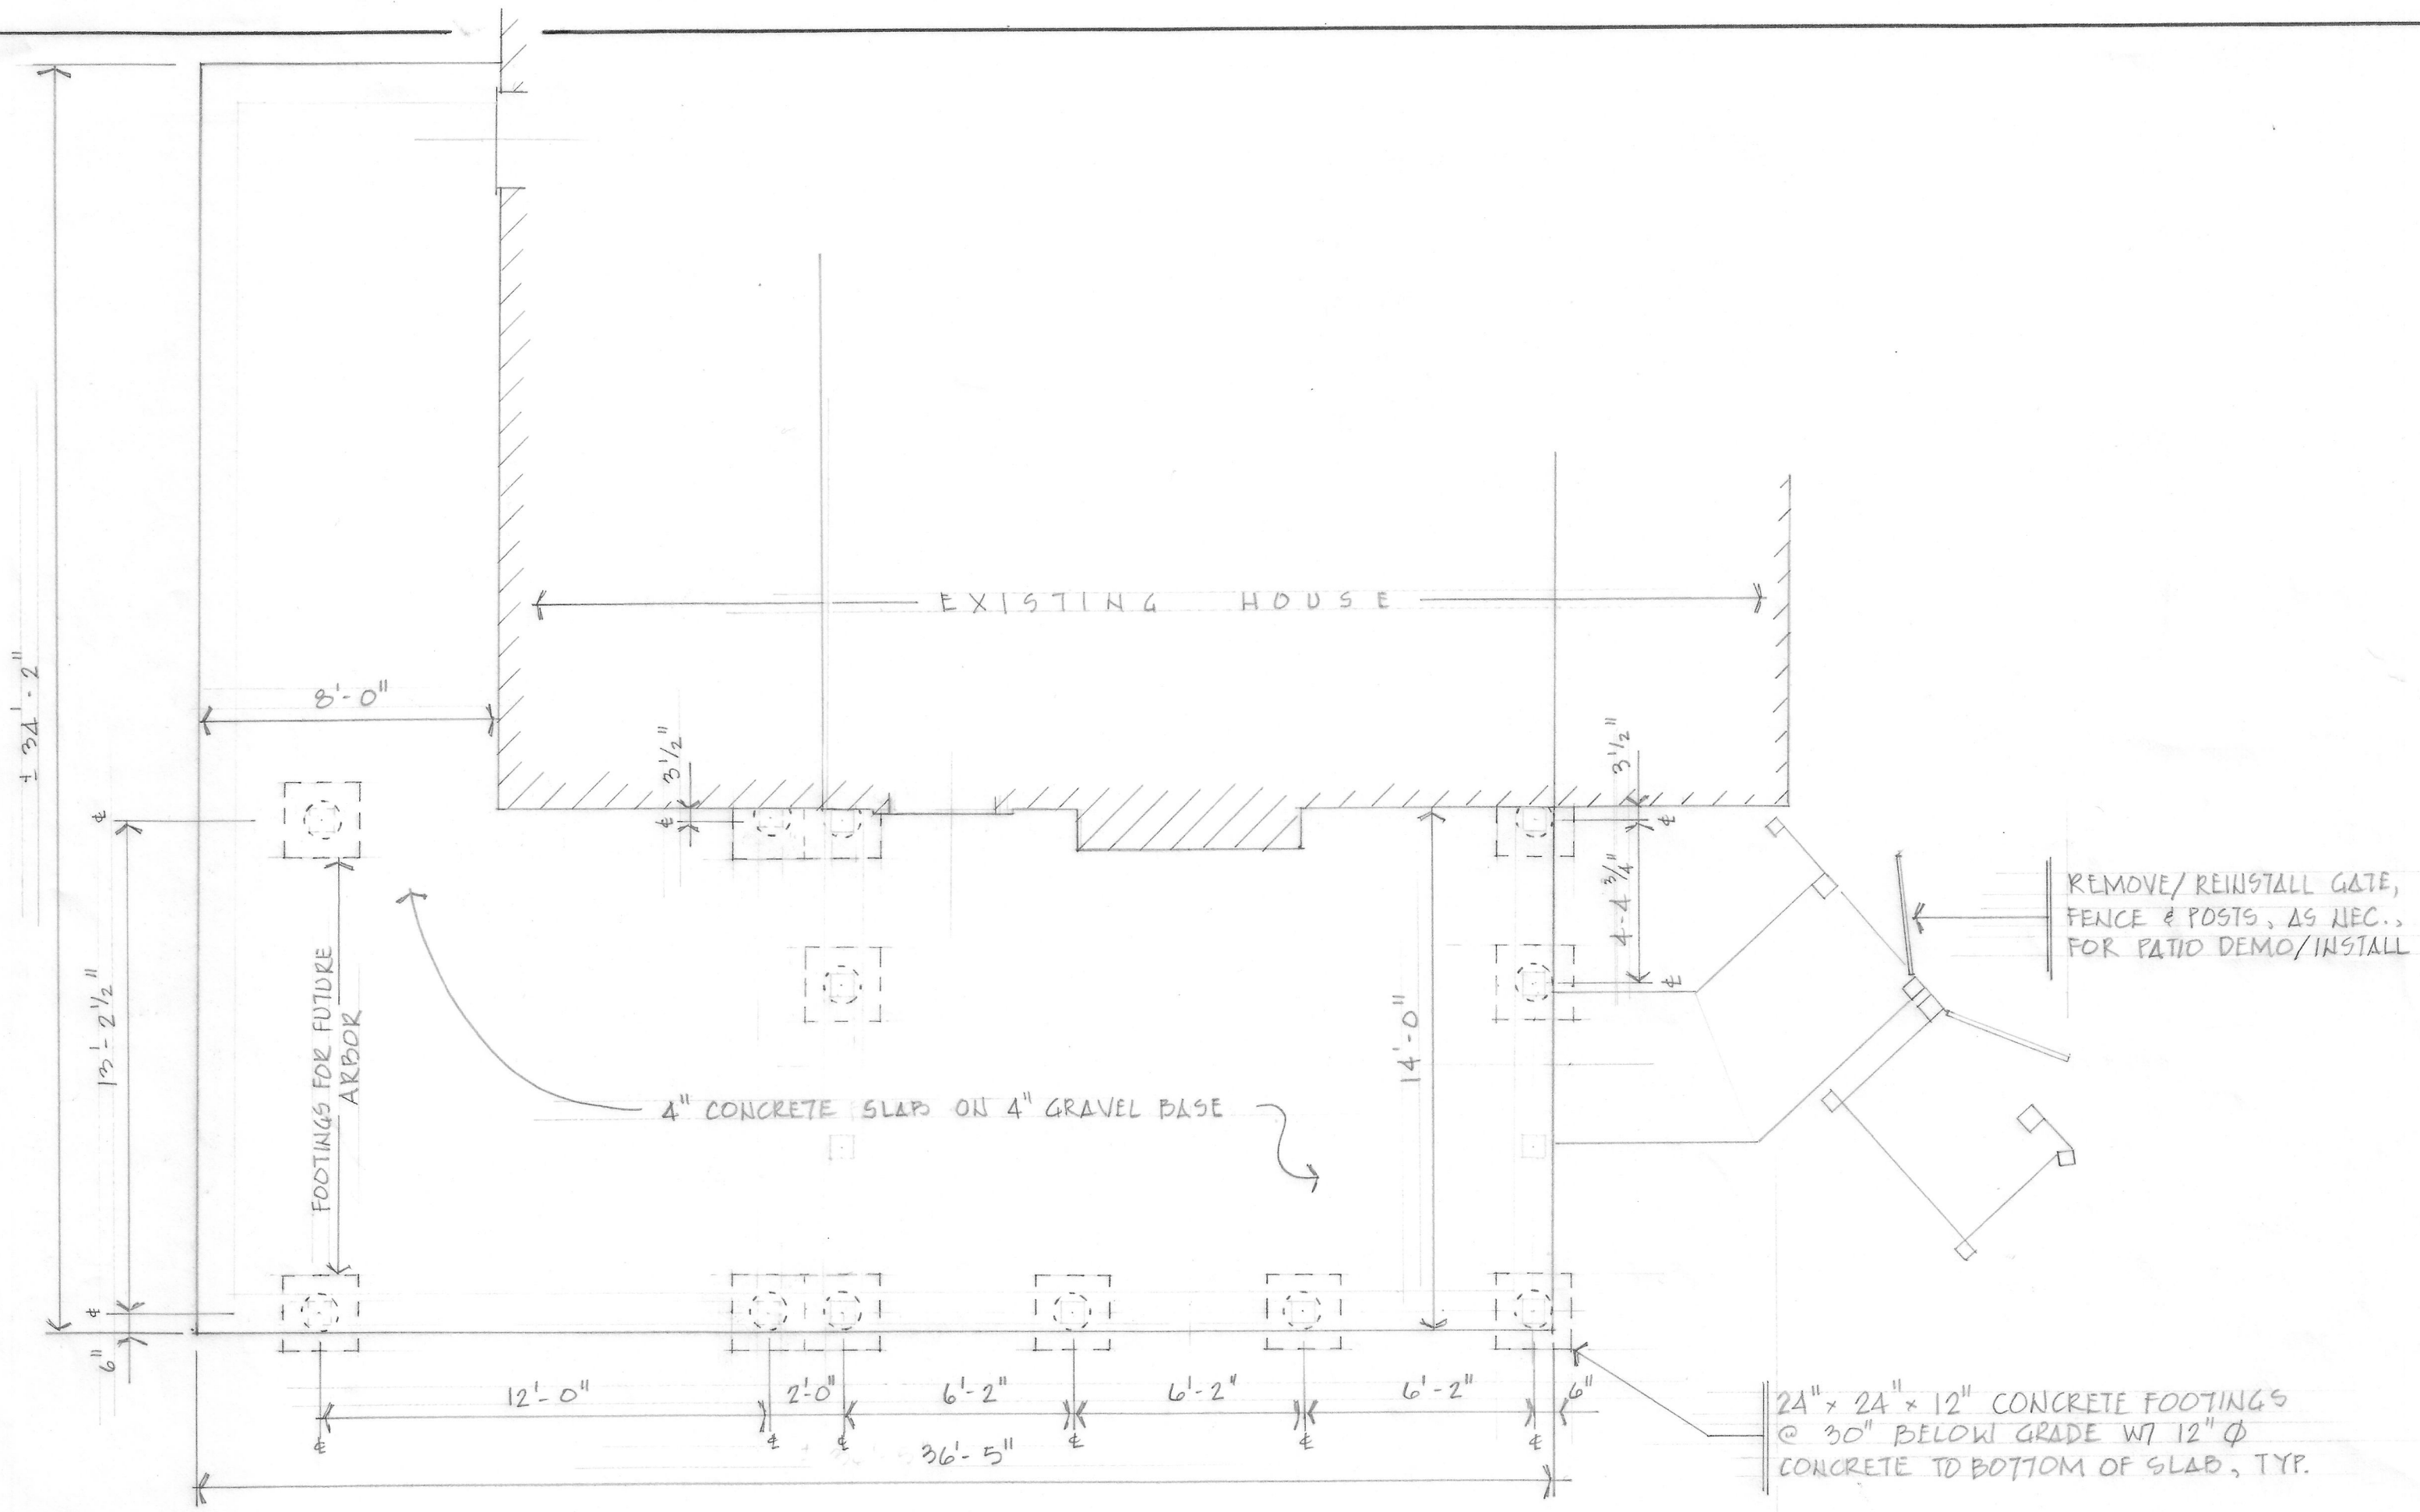 EXISTING HOUSE
± 34'-2"
8'-0"
3 1/2"
3 1/2"
℄
℄
℄
4-4 3/4"
℄
REMOVE/REINSTALL GATE,
FENCE & POSTS, AS NEC.,
FOR PATIO DEMO/INSTALL
13'-2 1/2"
FOOTINGS FOR FUTURE
ARBOR
14'-0"
4" CONCRETE SLAB ON 4" GRAVEL BASE
℄
6"
12'-0"
2'-0"
6'-2"
6'-2"
6'-2"
6"
℄
℄
℄
℄
℄
℄
36'-5"
24" x 24" x 12" CONCRETE FOOTINGS
@ 30" BELOW GRADE W/ 12" Ø
CONCRETE TO BOTTOM OF SLAB, TYP.